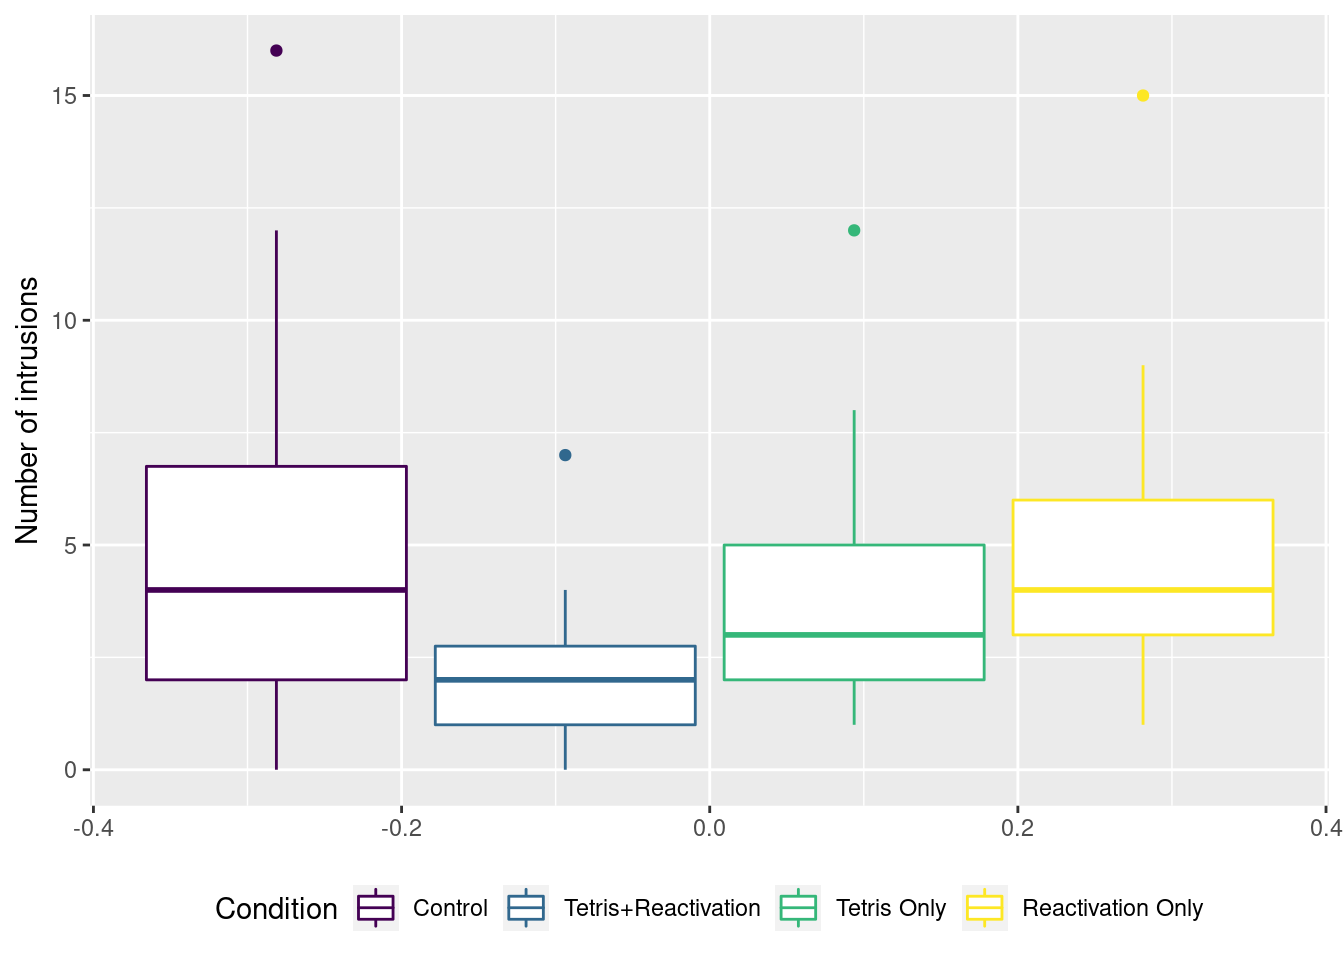 15
10
5
0
Number of intrusions
-0.4 -0.2 0.0 0.2 0.4
Condition Control Tetris+Reactivation Tetris Only Reactivation Only